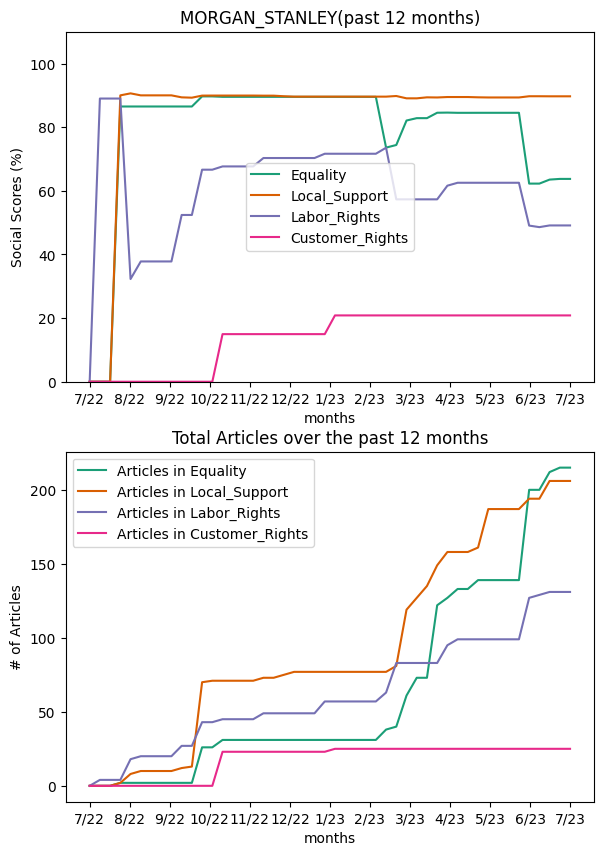 MORGAN_STANLEY(past 12 months)
100
80
60
40
20
0
Social Scores (%)
Equality
Local_Support
Labor_Rights
Customer_Rights
7/22 8/22 9/22 10/22 11/22 12/22 1/23 2/23 3/23 4/23 5/23 6/23 7/23
months
Total Articles over the past 12 months
200
150
100
50
0
# of Articles
Articles in Equality
Articles in Local_Support
Articles in Labor_Rights
Articles in Customer_Rights
7/22 8/22 9/22 10/22 11/22 12/22 1/23 2/23 3/23 4/23 5/23 6/23 7/23
months